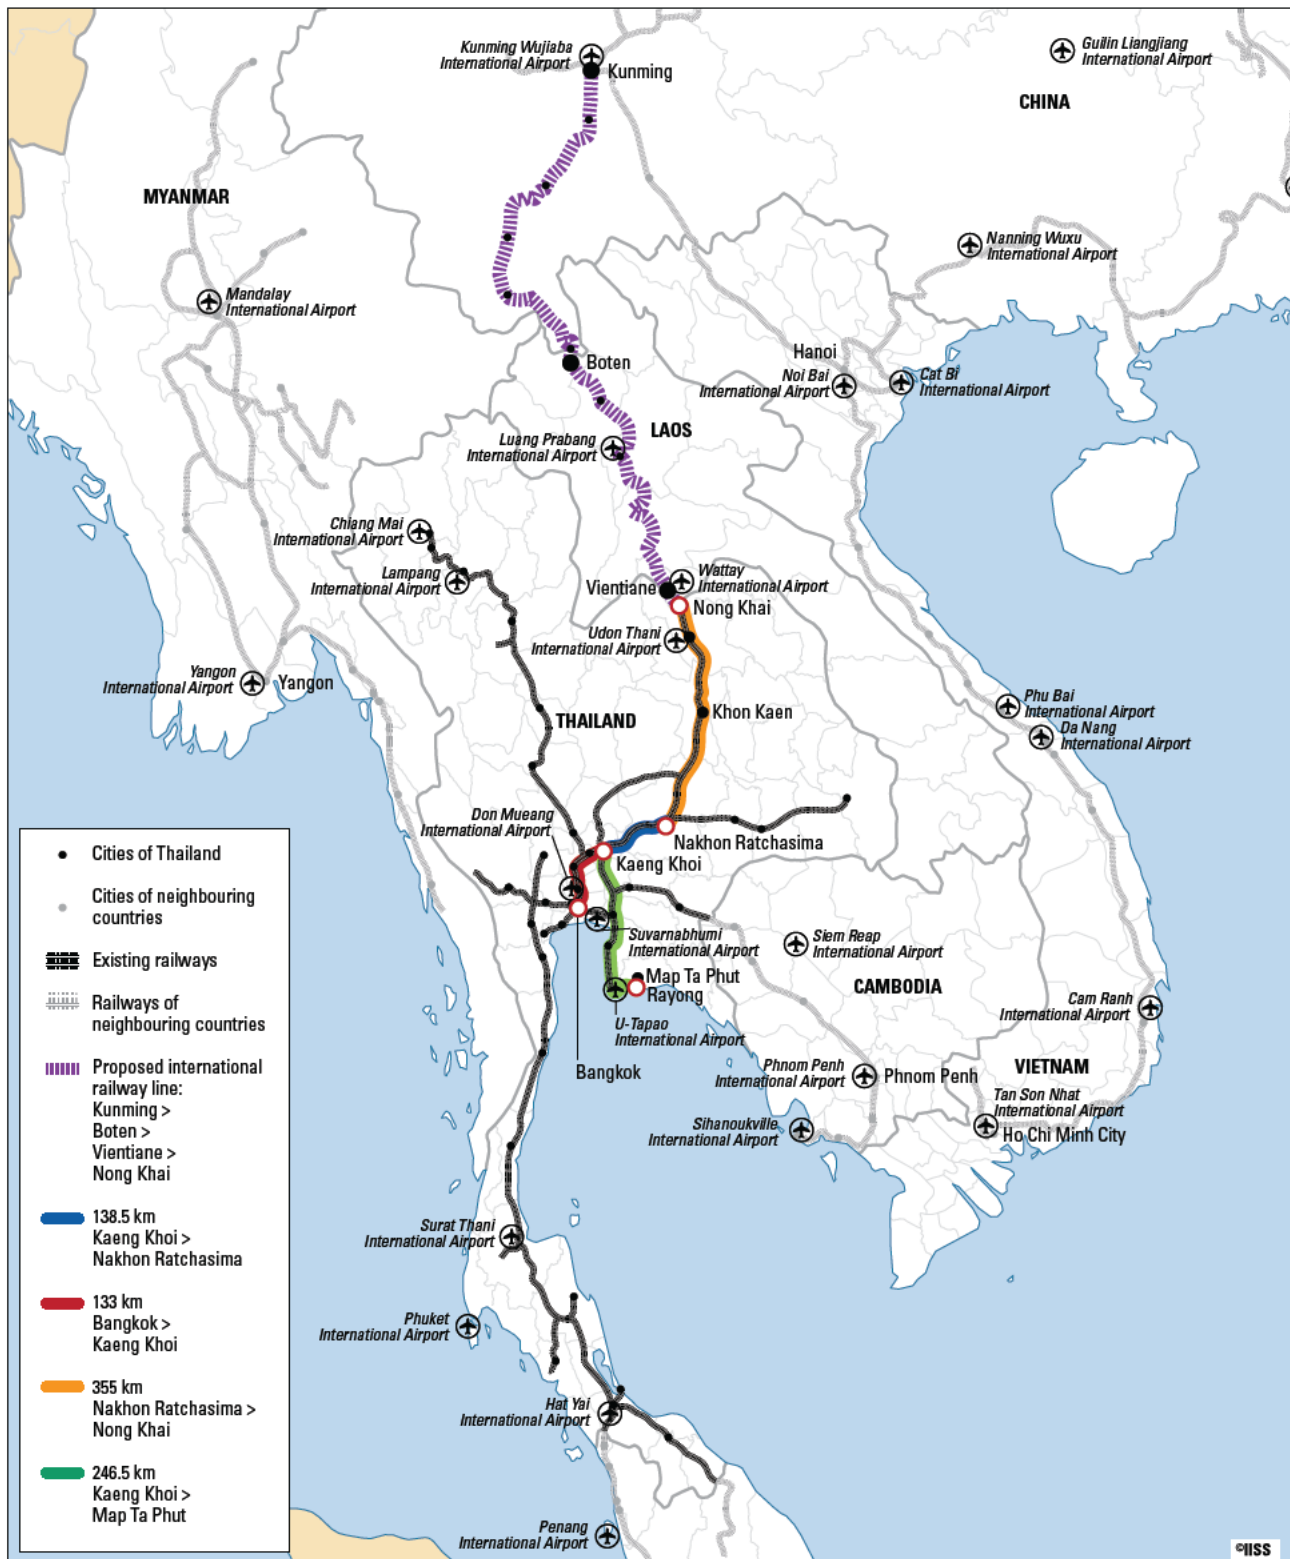 Kunming Wujiaba
International Airport
Kunming
Guilin Liangjiang
International Airport
CHINA
MYANMAR
Nanning Wuxu
International Airport
Mandalay
International Airport
Boten
Hanoi
Noi Bai
International Airport
Cat Bi
International Airport
LAOS
Luang Prabang
International Airport
Chiang Mai
International Airport
Lampang
International Airport
Vientiane
Wattay
International Airport
Nong Khai
Udon Thani
International Airport
Yangon
International Airport
Yangon
Khon Kaen
THAILAND
Phu Bai
International Airport
Da Nang
International Airport
Don Mueang
International Airport
Nakhon Ratchasima
Kaeng Khoi
Suvarnabhumi
International Airport
Siem Reap
International Airport
Map Ta Phut
Rayong
CAMBODIA
Cam Ranh
International Airport
U-Tapao
International Airport
Bangkok
Phnom Penh
International Airport
Phnom Penh
VIETNAM
Tan Son Nhat
International Airport
Ho Chi Minh City
Sihanoukville
International Airport
Surat Thani
International Airport
Phuket
International Airport
Hat Yai
International Airport
Penang
International Airport
Cities of Thailand
Cities of neighbouring
countries
Existing railways
Railways of
neighbouring countries
Proposed international
railway line:
Kunming >
Boten >
Vientiane >
Nong Khai
138.5 km
Kaeng Khoi >
Nakhon Ratchasima
133 km
Bangkok >
Kaeng Khoi
355 km
Nakhon Ratchasima >
Nong Khai
246.5 km
Kaeng Khoi >
Map Ta Phut
©IISS